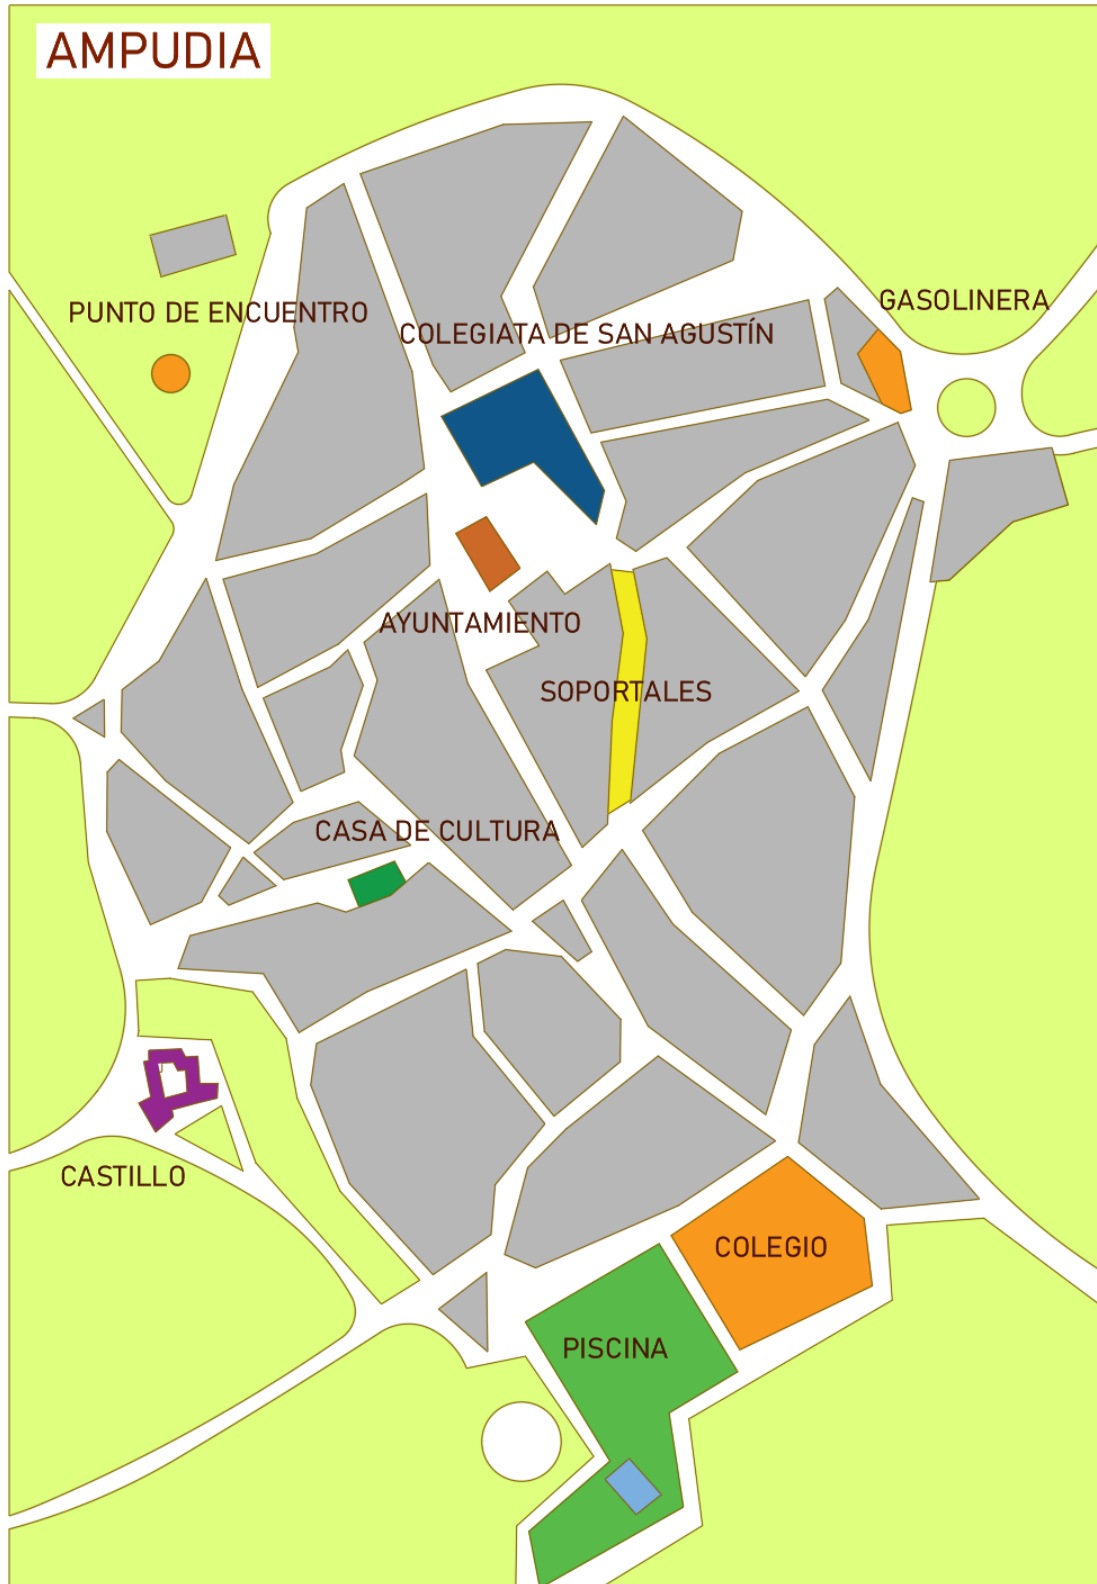 AMPUDIA
GASOLINERA
PUNTO DE ENCUENTRO
COLEGIATA DE SAN AGUSTÍN
AYUNTAMIENTO
SOPORTALES
CASA DE CULTURA
CASTILLO
COLEGIO
PISCINA